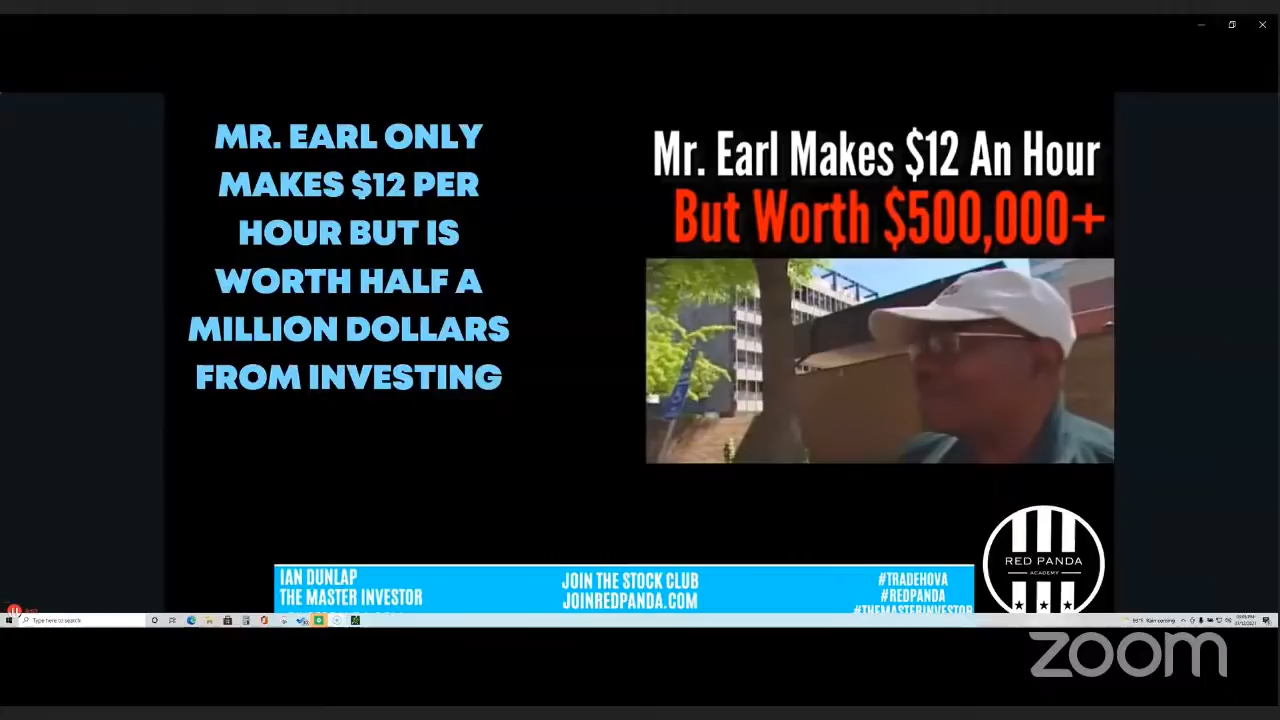 MR. EARL ONLY
MAKES $12 PER
HOUR BUT IS
WORTH HALF A
MILLION DOLLARS
FROM INVESTING
Mr. Earl Makes $12 An Hour
But Worth $500,000+
RED PANDA
ACADEMY
IAN DUNLAP
THE MASTER INVESTOR
JOIN THE STOCK CLUB
JOINREDPANDA.COM
#TRADEHOVA
#REDPANDA
#THEMASTERINVESTOR
Type here to search
Rain coming
zoom